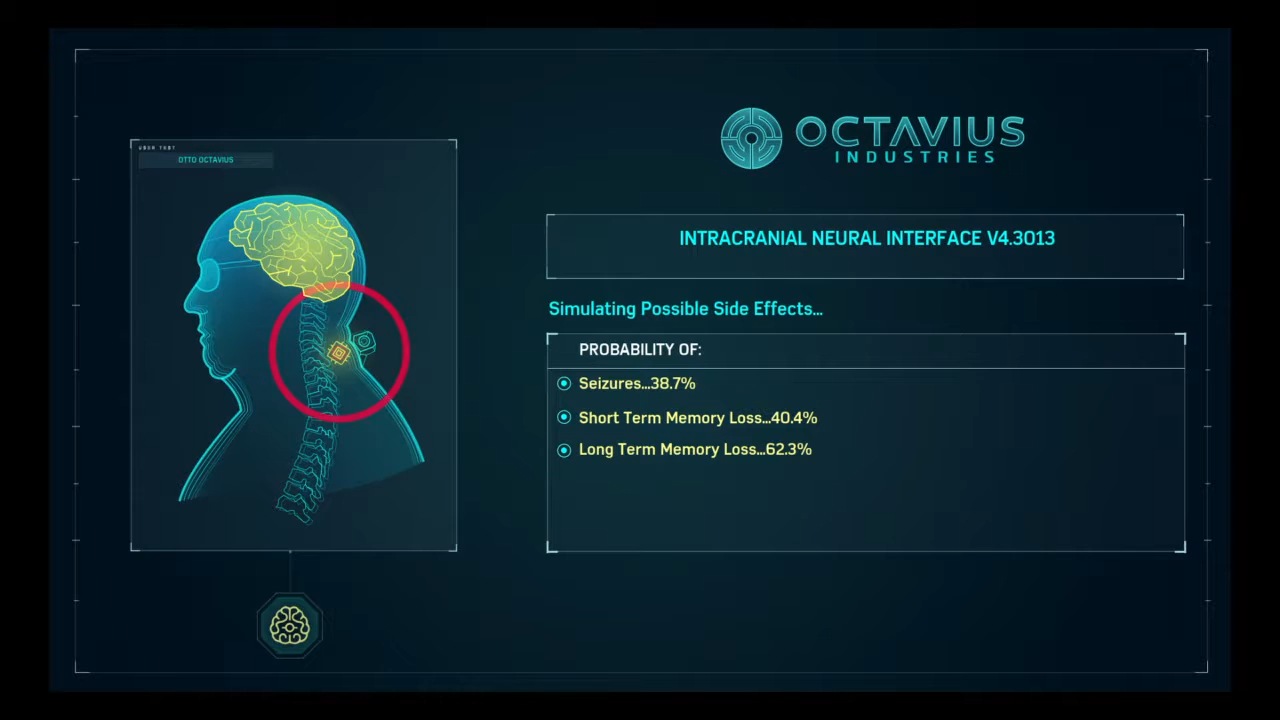 OTTO OCTAVIUS
OCTAVIUS
INDUSTRIES
INTRACRANIAL NEURAL INTERFACE V4.3013
Simulating Possible Side Effects...
PROBABILITY OF:
Seizures...38.7%
Short Term Memory Loss...40.4%
Long Term Memory Loss...62.3%